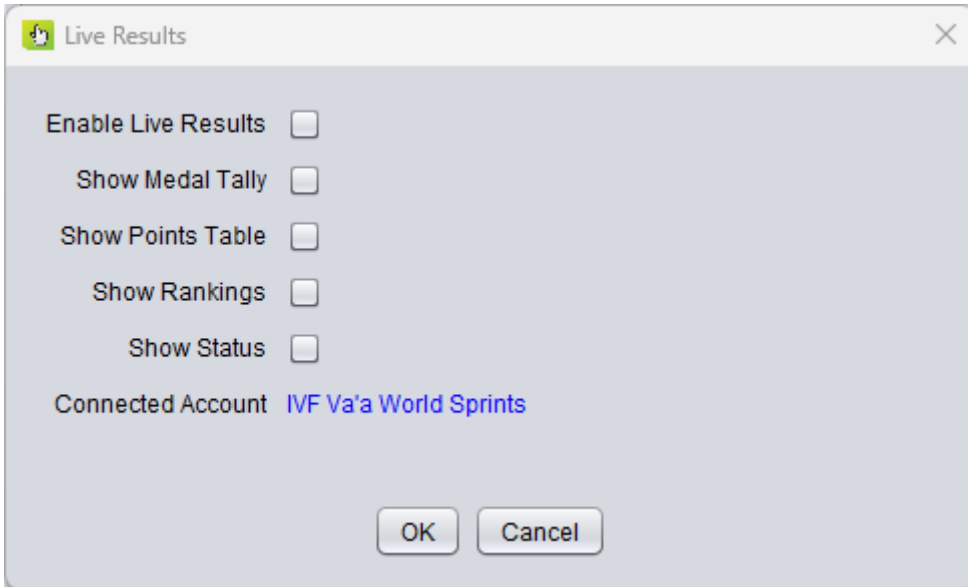 Live Results
Enable Live Results
Show Medal Tally
Show Points Table
Show Rankings
Show Status
Connected Account IVF Va'a World Sprints
OK Cancel